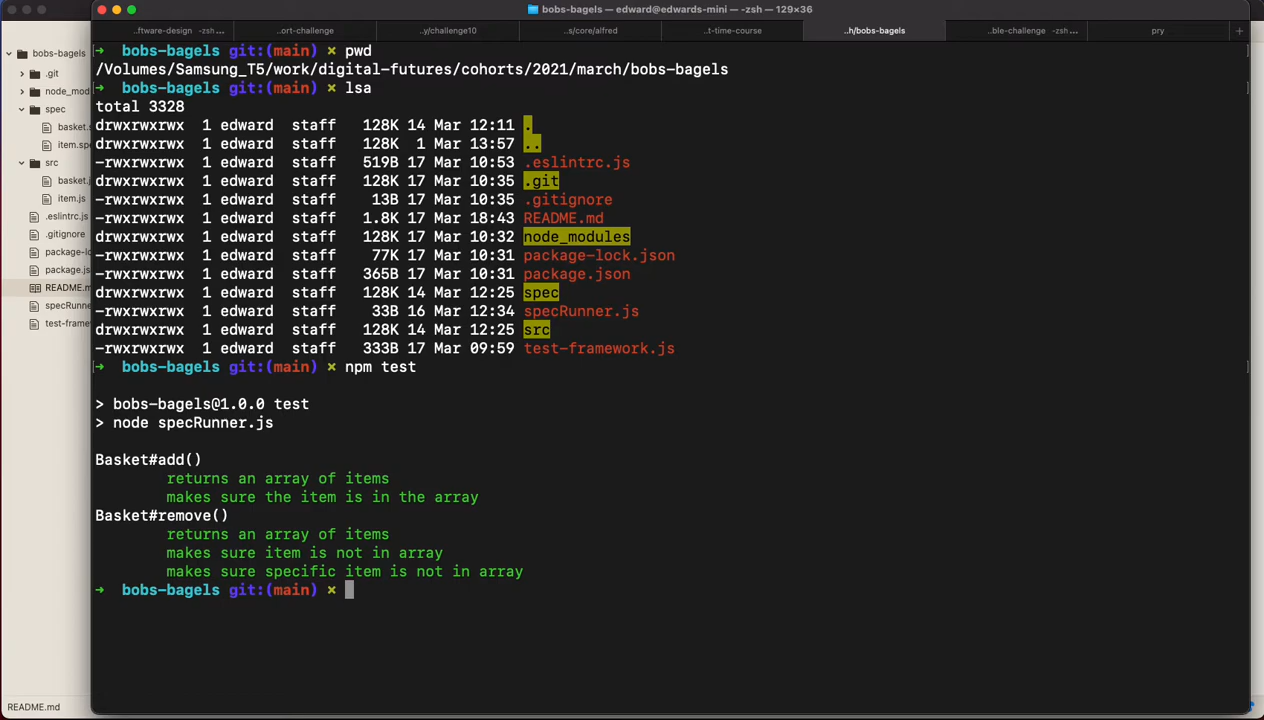 bobs-bagels — edward@edwards-mini — -zsh — 129×36
..ftware-design -zsh... ..ort-challenge ..y/challenge10 ..s/core/alfred ..t-time-course ..h/bobs-bagels ..ble-challenge -zsh... pry +
bobs-bagels
.git
node_mod
spec
basket.s
item.spe
src
basket.j
item.js
.eslintrc.js
.gitignore
package-lo
package.js
README.m
specRunne
test-frame
README.md
→ bobs-bagels git:(main) × pwd
/Volumes/Samsung_T5/work/digital-futures/cohorts/2021/march/bobs-bagels
→ bobs-bagels git:(main) × lsa
total 3328
drwxrwxrwx 1 edward staff 128K 14 Mar 12:11 .
drwxrwxrwx 1 edward staff 128K 1 Mar 13:57 ..
-rwxrwxrwx 1 edward staff 519B 17 Mar 10:53 .eslintrc.js
drwxrwxrwx 1 edward staff 128K 17 Mar 10:35 .git
-rwxrwxrwx 1 edward staff 13B 17 Mar 10:35 .gitignore
-rwxrwxrwx 1 edward staff 1.8K 17 Mar 18:43 README.md
drwxrwxrwx 1 edward staff 128K 17 Mar 10:32 node_modules
-rwxrwxrwx 1 edward staff 77K 17 Mar 10:31 package-lock.json
-rwxrwxrwx 1 edward staff 365B 17 Mar 10:31 package.json
drwxrwxrwx 1 edward staff 128K 14 Mar 12:25 spec
-rwxrwxrwx 1 edward staff 33B 16 Mar 12:34 specRunner.js
drwxrwxrwx 1 edward staff 128K 14 Mar 12:25 src
-rwxrwxrwx 1 edward staff 333B 17 Mar 09:59 test-framework.js
→ bobs-bagels git:(main) × npm test
> bobs-bagels@1.0.0 test
> node specRunner.js
Basket#add()
returns an array of items
makes sure the item is in the array
Basket#remove()
returns an array of items
makes sure item is not in array
makes sure specific item is not in array
→ bobs-bagels git:(main) ×